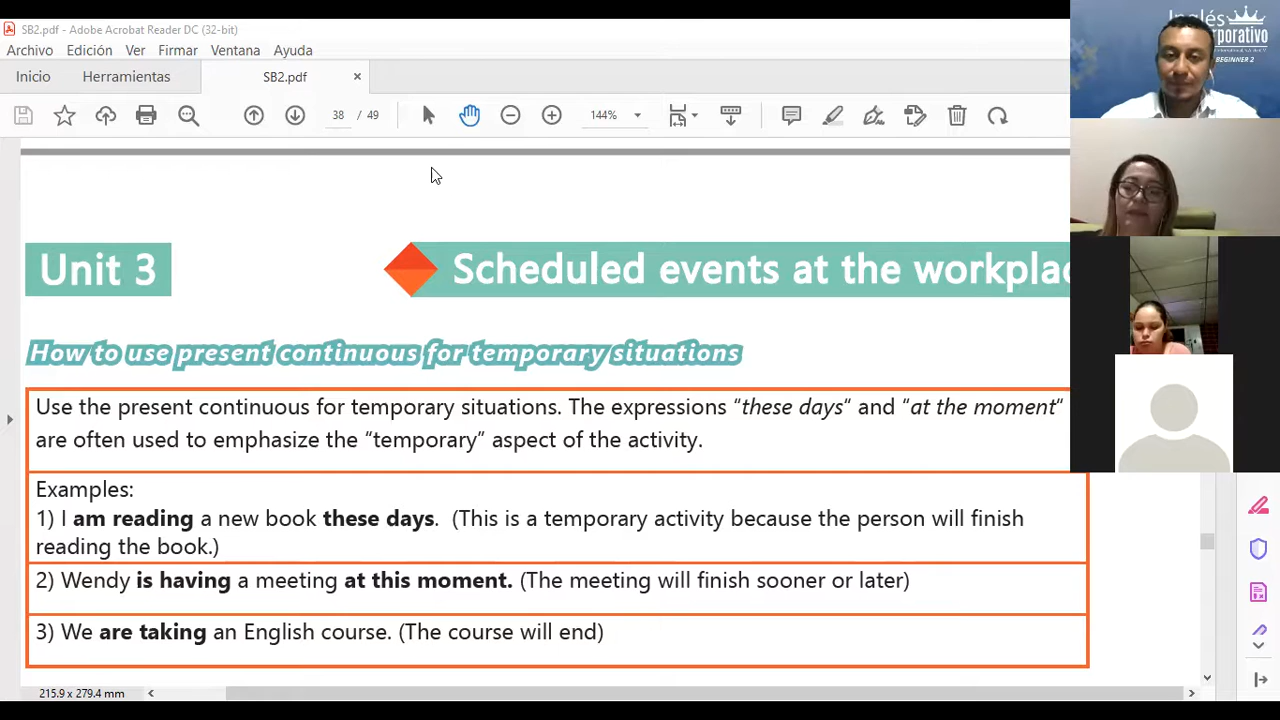 SB2.pdf - Adobe Acrobat Reader DC (32-bit)
Archivo Edición Ver Firmar Ventana Ayuda
Inicio Herramientas SB2.pdf ×
38 / 49 144%
Inglés
rporativo
BEGINNER 2
Unit 3
Scheduled events at the workplac
How to use present continuous for temporary situations
Use the present continuous for temporary situations. The expressions "these days" and "at the moment"
are often used to emphasize the "temporary" aspect of the activity.
Examples:
1) I am reading a new book these days. (This is a temporary activity because the person will finish
reading the book.)
2) Wendy is having a meeting at this moment. (The meeting will finish sooner or later)
3) We are taking an English course. (The course will end)
215.9 x 279.4 mm